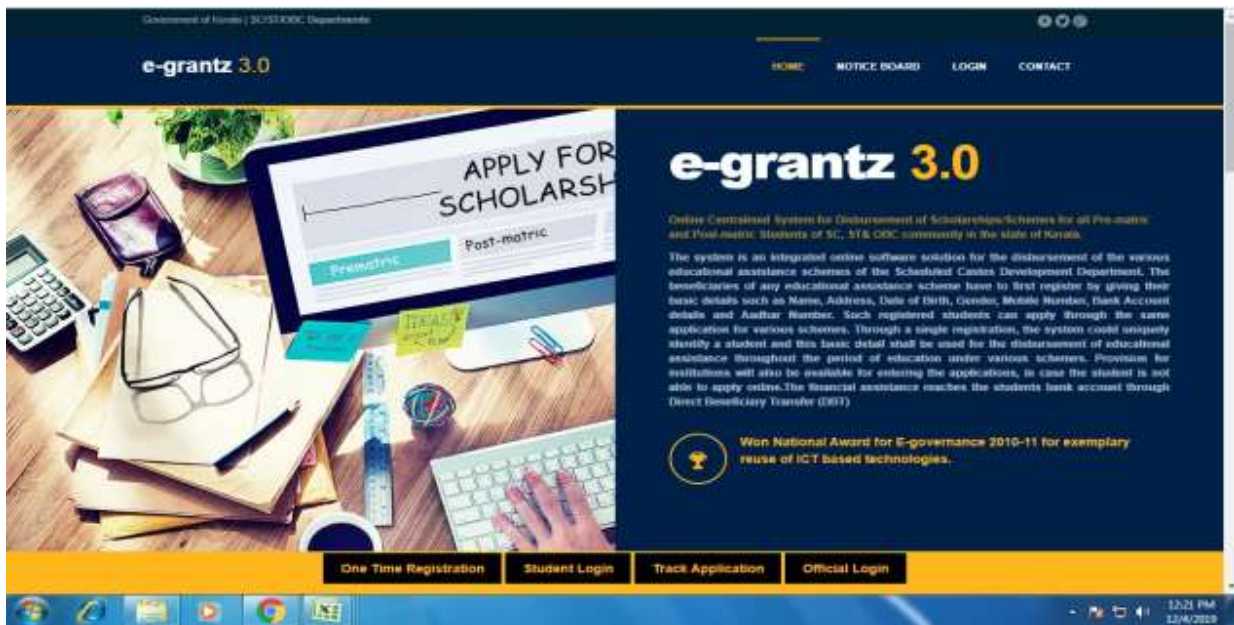 Government of Kerala | SC/ST/OBC Departments
e-grantz 3.0
HOME NOTICE BOARD LOGIN CONTACT
APPLY FOR
SCHOLARSH
Prematric
Post-matric
IDEAS
e-grantz 3.0
Online Centralised System for Disbursement of Scholarships/Schemes for all Pre-matric
and Post-matric Students of SC, ST& OBC community in the state of Kerala.
The system is an integrated online software solution for the disbursement of the various
educational assistance schemes of the Scheduled Castes Development Department. The
beneficiaries of any educational assistance scheme have to first register by giving their
basic details such as Name, Address, Date of Birth, Gender, Mobile Number, Bank Account
details and Aadhar Number. Such registered students can apply through the same
application for various schemes. Through a single registration, the system could uniquely
identify a student and this basic detail shall be used for the disbursement of educational
assistance throughout the period of education under various schemes. Provision for
institutions will also be available for entering the applications, in case the student is not
able to apply online.The financial assistance reaches the students bank account through
Direct Beneficiary Transfer (DBT)
Won National Award for E-governance 2010-11 for exemplary
reuse of ICT based technologies.
One Time Registration Student Login Track Application Official Login
12:21 PM
12/4/2019